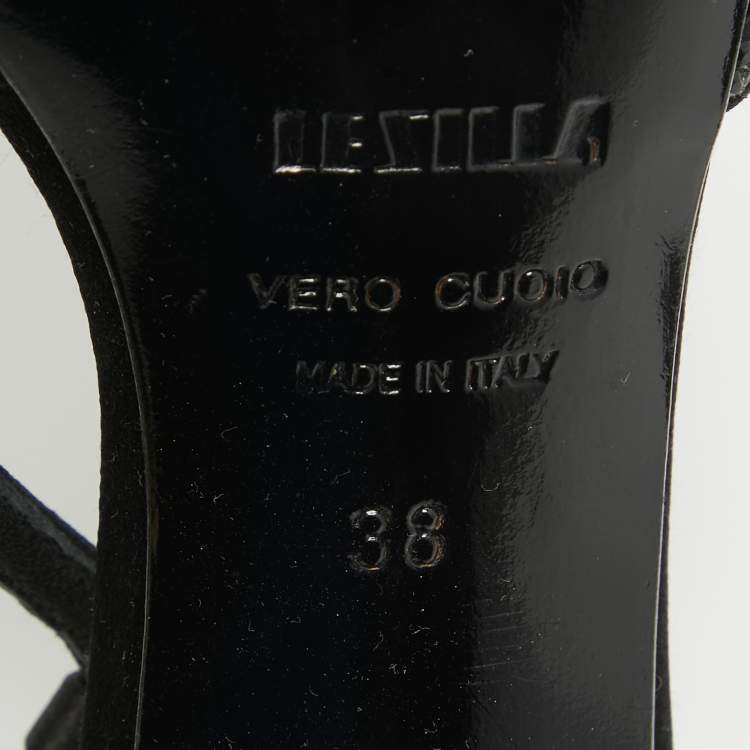 LE SILLA
VERO CUOIO
MADE IN ITALY
38